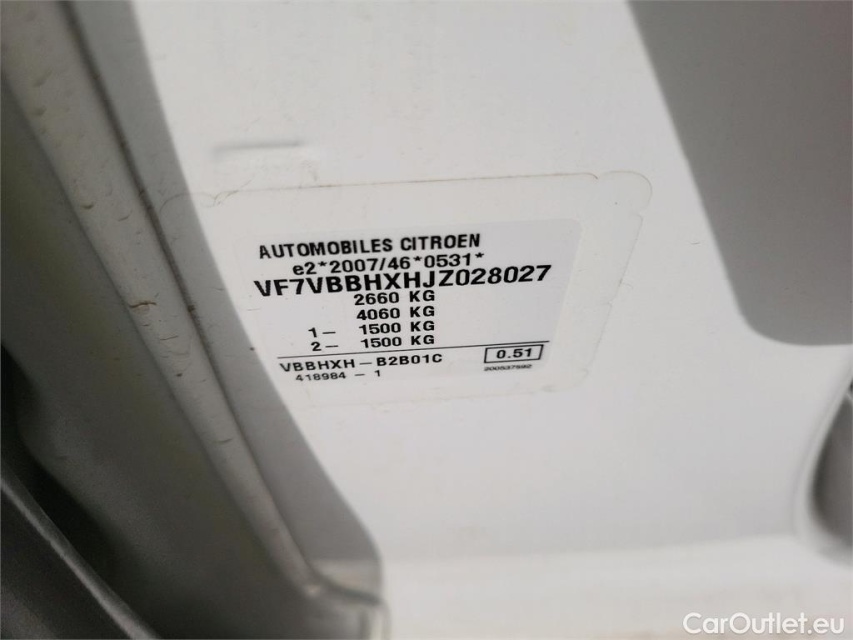 AUTOMOBILES CITROEN
e2*2007/46*0531*
VF7VBBHXHJZ028027
2660 KG
4060 KG
1– 1500 KG
2– 1500 KG
VBBHXH–B2B01C 0.51
418984 – 1 200537592
CarOutlet.eu